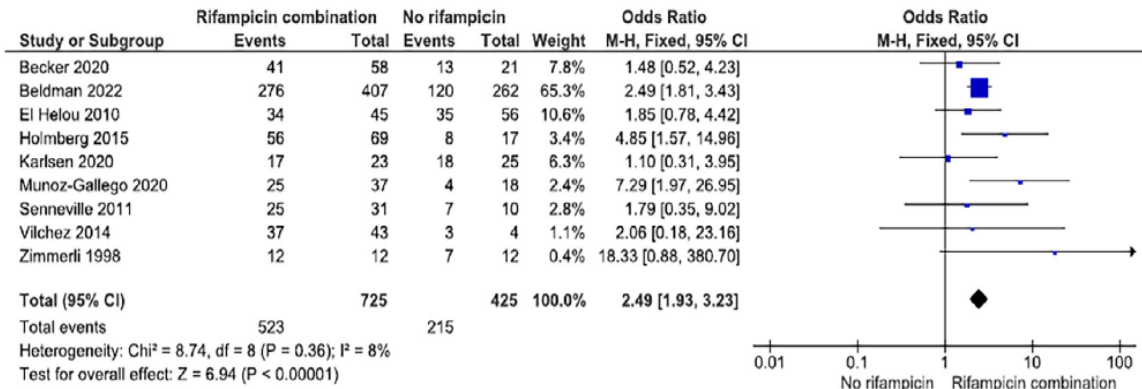 Rifampicin combination No rifampicin Odds Ratio Odds Ratio
Study or Subgroup Events Total Events Total Weight M-H, Fixed, 95% CI M-H, Fixed, 95% CI
Becker 2020 41 58 13 21 7.8% 1.48 [0.52, 4.23]
Beldman 2022 276 407 120 262 65.3% 2.49 [1.81, 3.43]
El Helou 2010 34 45 35 56 10.6% 1.85 [0.78, 4.42]
Holmberg 2015 56 69 8 17 3.4% 4.85 [1.57, 14.96]
Karlsen 2020 17 23 18 25 6.3% 1.10 [0.31, 3.95]
Munoz-Gallego 2020 25 37 4 18 2.4% 7.29 [1.97, 26.95]
Senneville 2011 25 31 7 10 2.8% 1.79 [0.35, 9.02]
Vilchez 2014 37 43 3 4 1.1% 2.06 [0.18, 23.16]
Zimmerli 1998 12 12 7 12 0.4% 18.33 [0.88, 380.70]
Total (95% CI) 725 425 100.0% 2.49 [1.93, 3.23]
Total events 523 215
Heterogeneity: Chi² = 8.74, df = 8 (P = 0.36); I² = 8%
Test for overall effect: Z = 6.94 (P < 0.00001)
0.01 0.1 1 10 100
No rifampicin Rifampicin combination